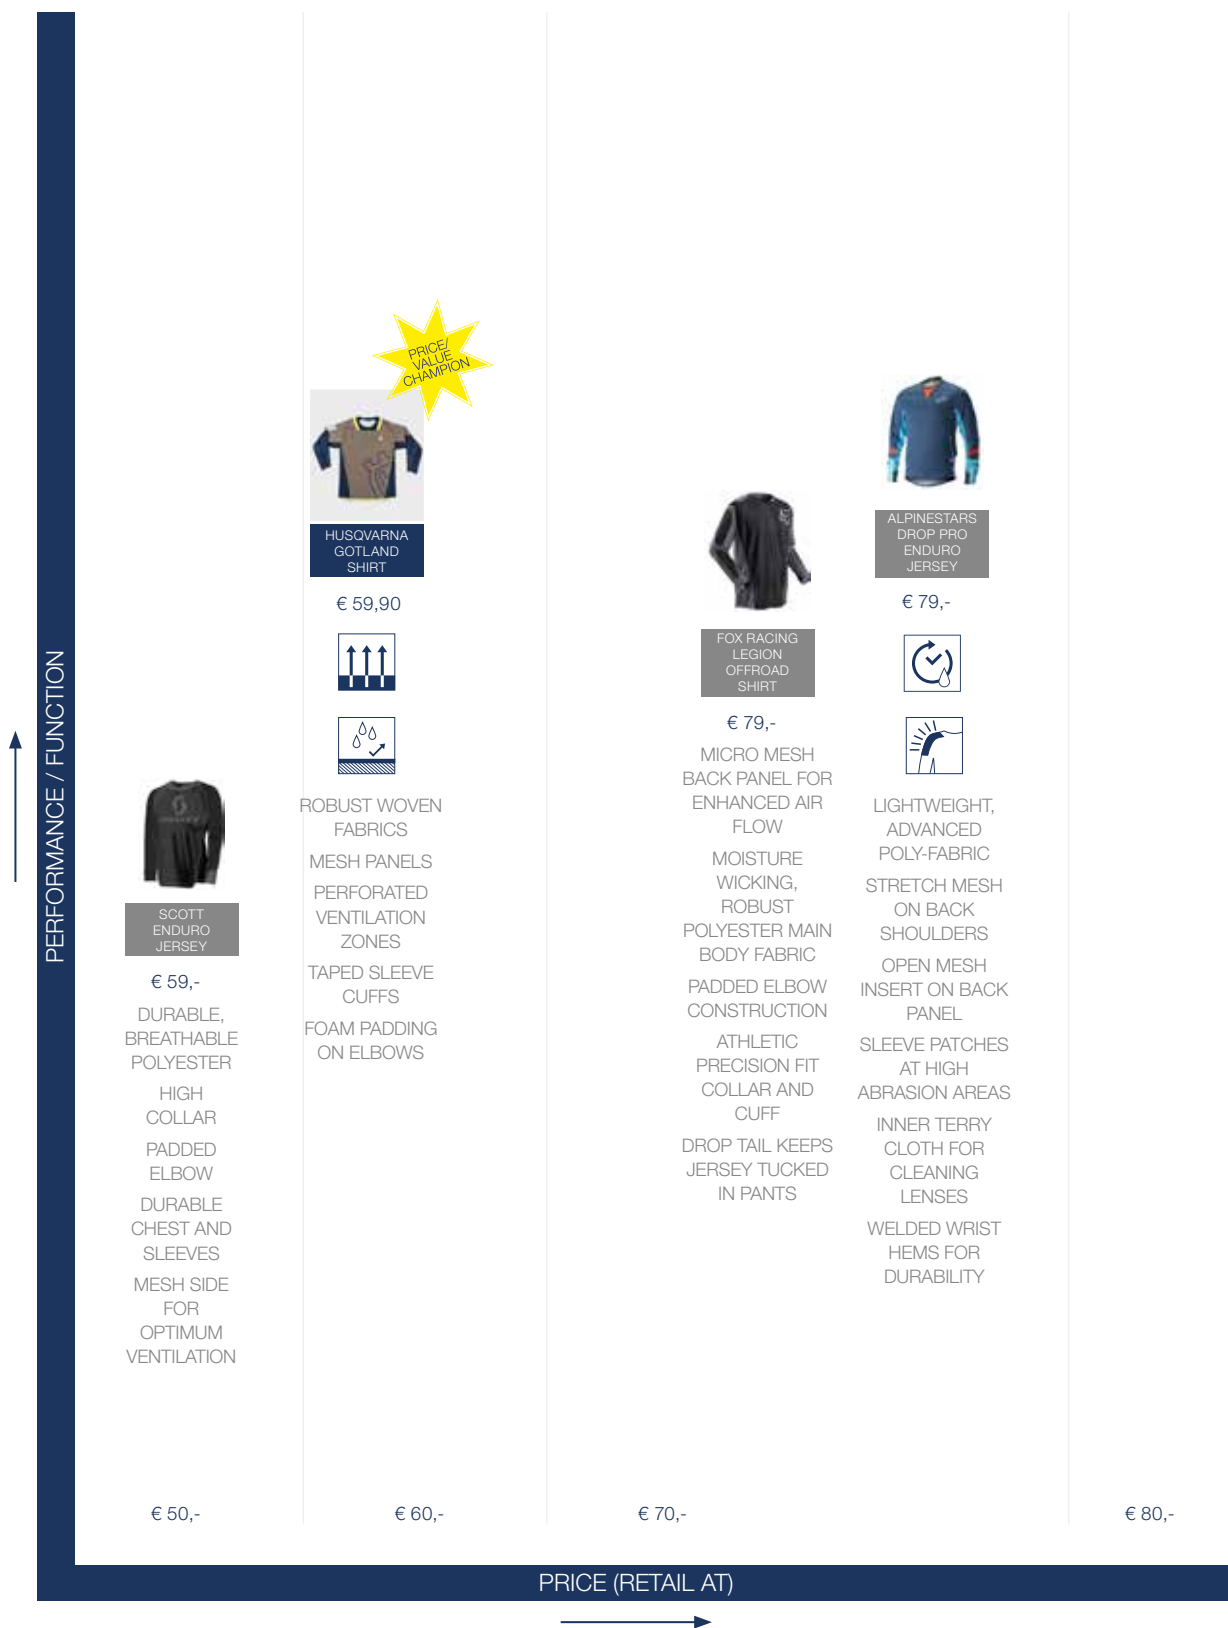 PERFORMANCE / FUNCTION
SCOTT
ENDURO
JERSEY
€ 59,-
DURABLE,
BREATHABLE
POLYESTER
HIGH
COLLAR
PADDED
ELBOW
DURABLE
CHEST AND
SLEEVES
MESH SIDE
FOR
OPTIMUM
VENTILATION
PRICE/
VALUE
CHAMPION
HUSQVARNA
GOTLAND
SHIRT
€ 59,90
ROBUST WOVEN
FABRICS
MESH PANELS
PERFORATED
VENTILATION
ZONES
TAPED SLEEVE
CUFFS
FOAM PADDING
ON ELBOWS
FOX RACING
LEGION
OFFROAD
SHIRT
€ 79,-
MICRO MESH
BACK PANEL FOR
ENHANCED AIR
FLOW
MOISTURE
WICKING,
ROBUST
POLYESTER MAIN
BODY FABRIC
PADDED ELBOW
CONSTRUCTION
ATHLETIC
PRECISION FIT
COLLAR AND
CUFF
DROP TAIL KEEPS
JERSEY TUCKED
IN PANTS
ALPINESTARS
DROP PRO
ENDURO
JERSEY
€ 79,-
LIGHTWEIGHT,
ADVANCED
POLY-FABRIC
STRETCH MESH
ON BACK
SHOULDERS
OPEN MESH
INSERT ON BACK
PANEL
SLEEVE PATCHES
AT HIGH
ABRASION AREAS
INNER TERRY
CLOTH FOR
CLEANING
LENSES
WELDED WRIST
HEMS FOR
DURABILITY
€ 50,-
€ 60,-
€ 70,-
€ 80,-
PRICE (RETAIL AT)